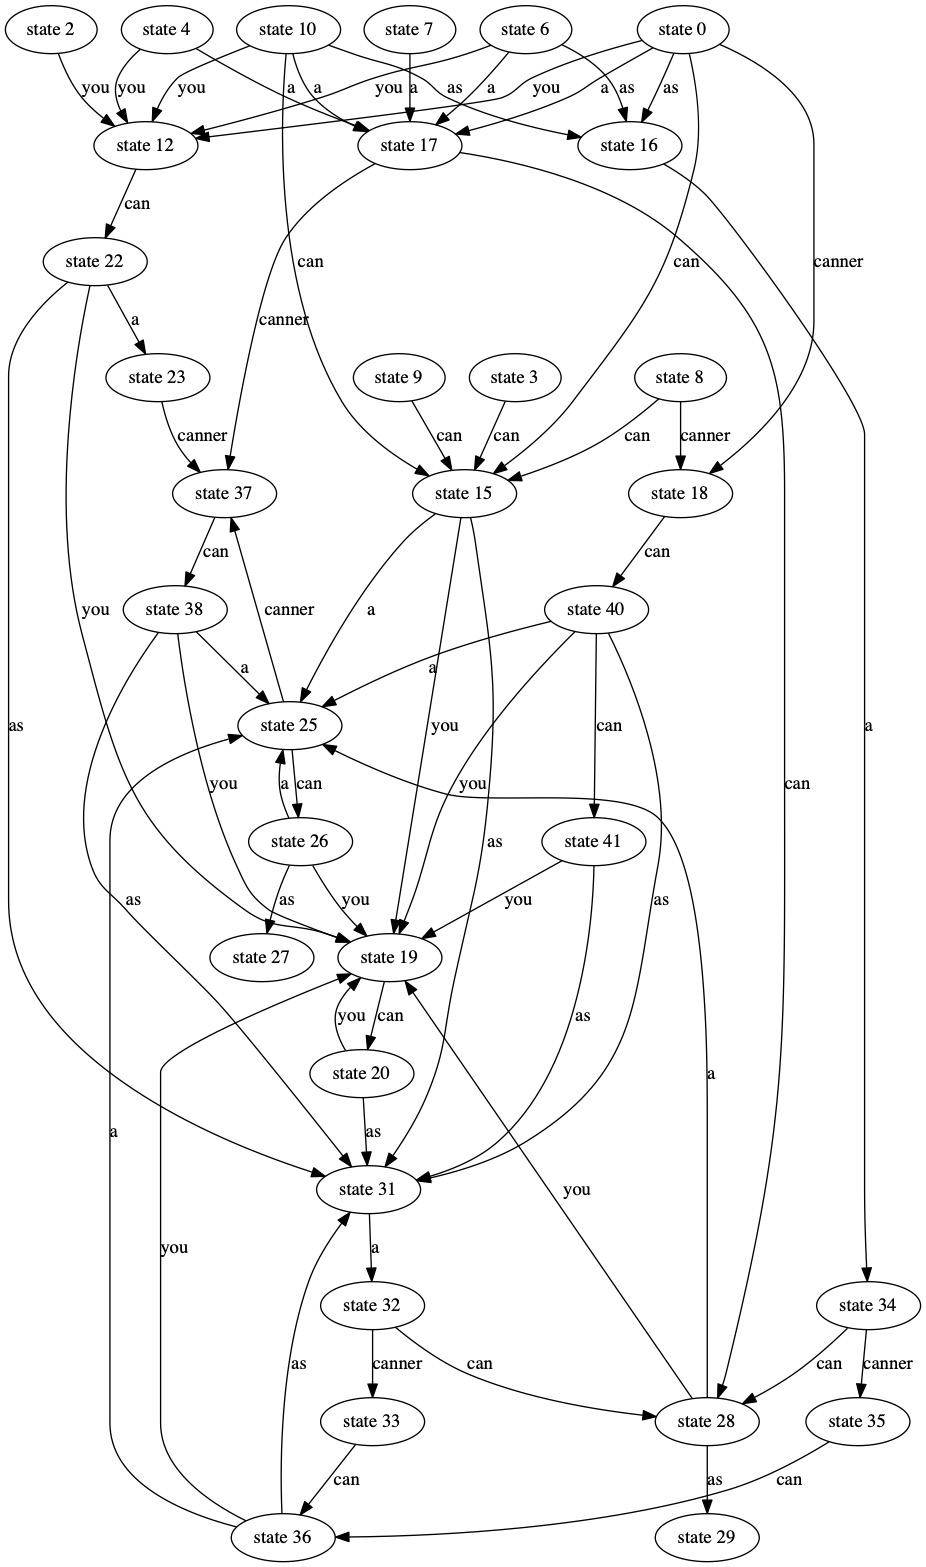 state 2
state 4
state 10
state 7
state 6
state 0
you
you
you
a
a
as
you
a
a
as
you
a
as
state 12
state 17
state 16
can
state 22
can
can
canner
a
canner
state 23
state 9
state 3
state 8
canner
can
can
can
canner
state 37
state 15
state 18
can
can
state 38
state 40
you
canner
a
a
a
state 25
as
you
you
can
a
can
you
can
state 26
state 41
as
as
you
as
you
as
state 27
state 19
you
can
as
state 20
a
a
as
state 31
you
you
a
state 32
state 34
as
canner
can
can
canner
state 33
state 28
state 35
can
as
can
state 36
state 29